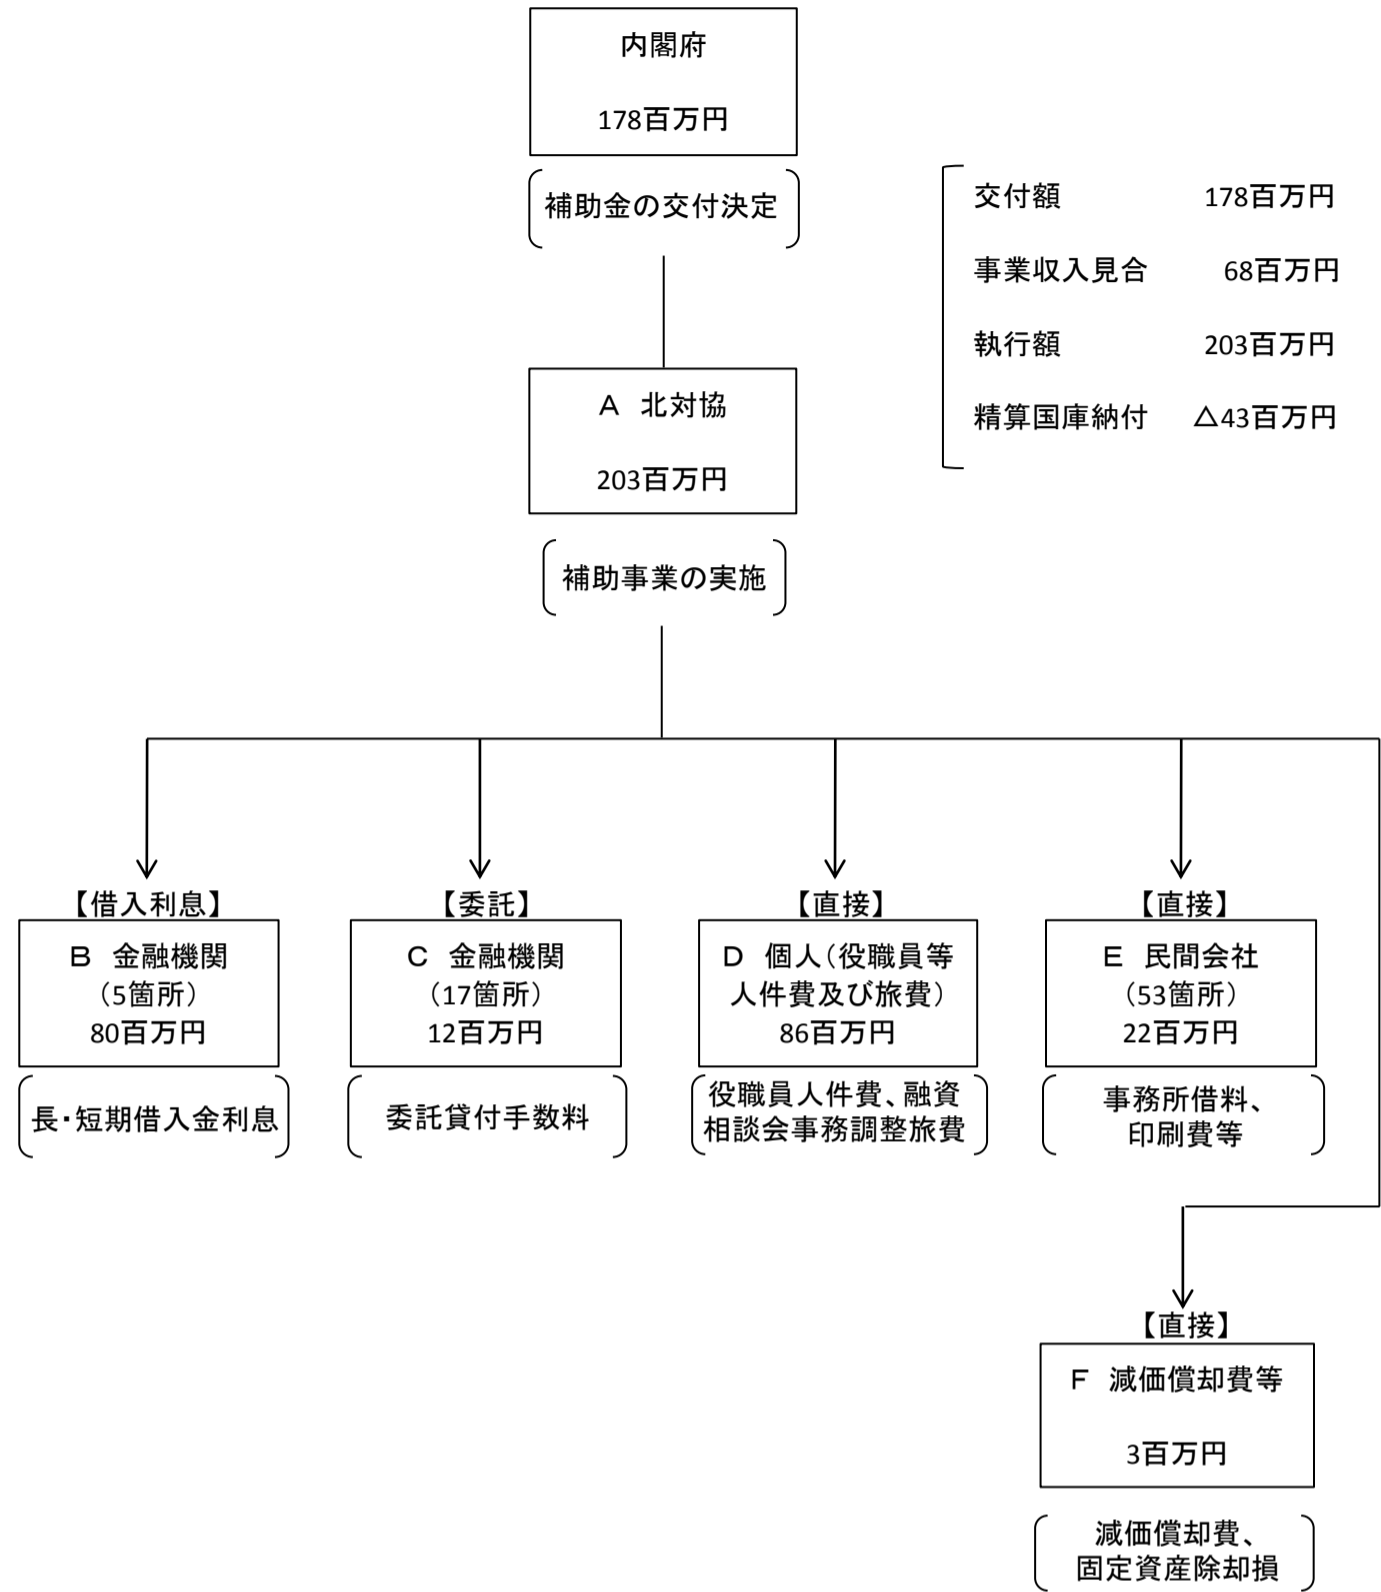 内閣府
178百万円
補助金の交付決定
交付額 178百万円
事業収入見合 68百万円
執行額 203百万円
精算国庫納付 △43百万円
A 北対協
203百万円
補助事業の実施
【借入利息】
B 金融機関
（5箇所）
80百万円
長・短期借入金利息
【委託】
C 金融機関
（17箇所）
12百万円
委託貸付手数料
【直接】
D 個人（役職員等
人件費及び旅費）
86百万円
役職員人件費、融資
相談会事務調整旅費
【直接】
E 民間会社
（53箇所）
22百万円
事務所借料、
印刷費等
【直接】
F 減価償却費等
3百万円
減価償却費、
固定資産除却損